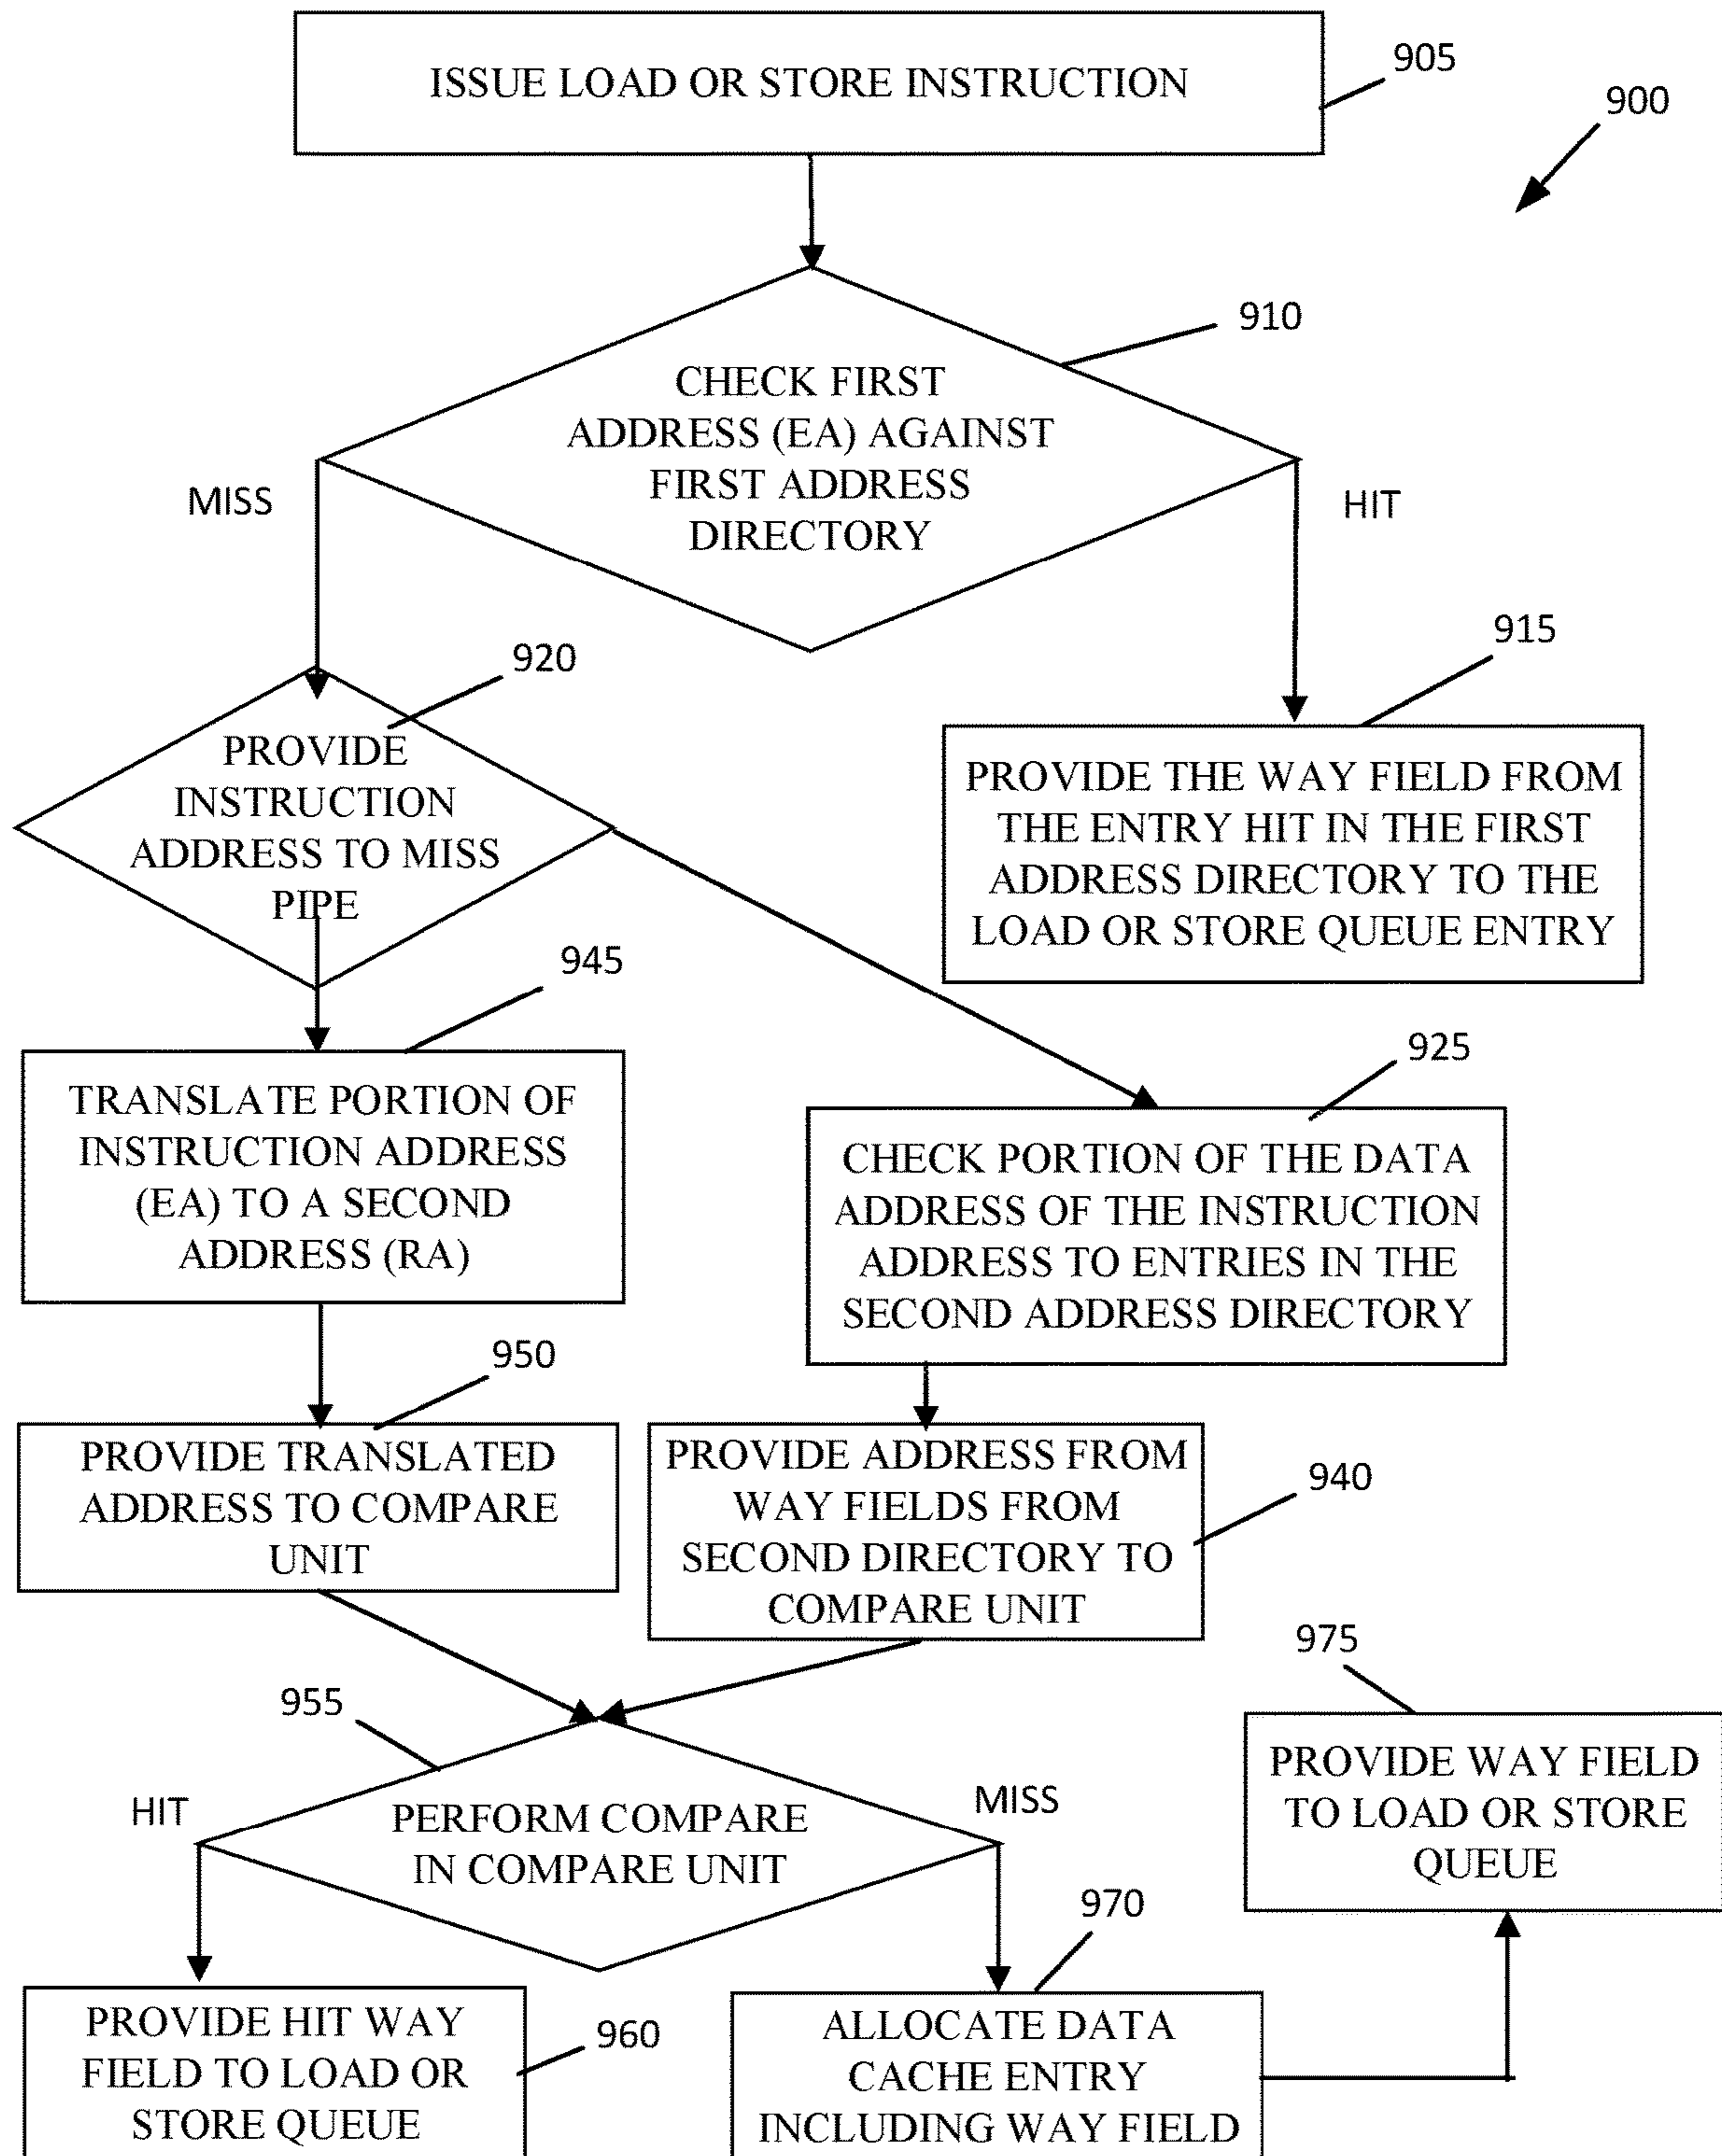 ISSUE LOAD OR STORE INSTRUCTION
905
900
910
CHECK FIRST
ADDRESS (EA) AGAINST
FIRST ADDRESS
DIRECTORY
MISS
HIT
920
915
PROVIDE
INSTRUCTION
ADDRESS TO MISS
PIPE
PROVIDE THE WAY FIELD FROM
THE ENTRY HIT IN THE FIRST
ADDRESS DIRECTORY TO THE
LOAD OR STORE QUEUE ENTRY
945
925
TRANSLATE PORTION OF
INSTRUCTION ADDRESS
(EA) TO A SECOND
ADDRESS (RA)
CHECK PORTION OF THE DATA
ADDRESS OF THE INSTRUCTION
ADDRESS TO ENTRIES IN THE
SECOND ADDRESS DIRECTORY
950
PROVIDE TRANSLATED
ADDRESS TO COMPARE
UNIT
PROVIDE ADDRESS FROM
WAY FIELDS FROM
SECOND DIRECTORY TO
COMPARE UNIT
940
955
975
HIT
PERFORM COMPARE
IN COMPARE UNIT
MISS
PROVIDE WAY FIELD
TO LOAD OR STORE
QUEUE
970
PROVIDE HIT WAY
FIELD TO LOAD OR
STORE QUEUE
960
ALLOCATE DATA
CACHE ENTRY
INCLUDING WAY FIELD